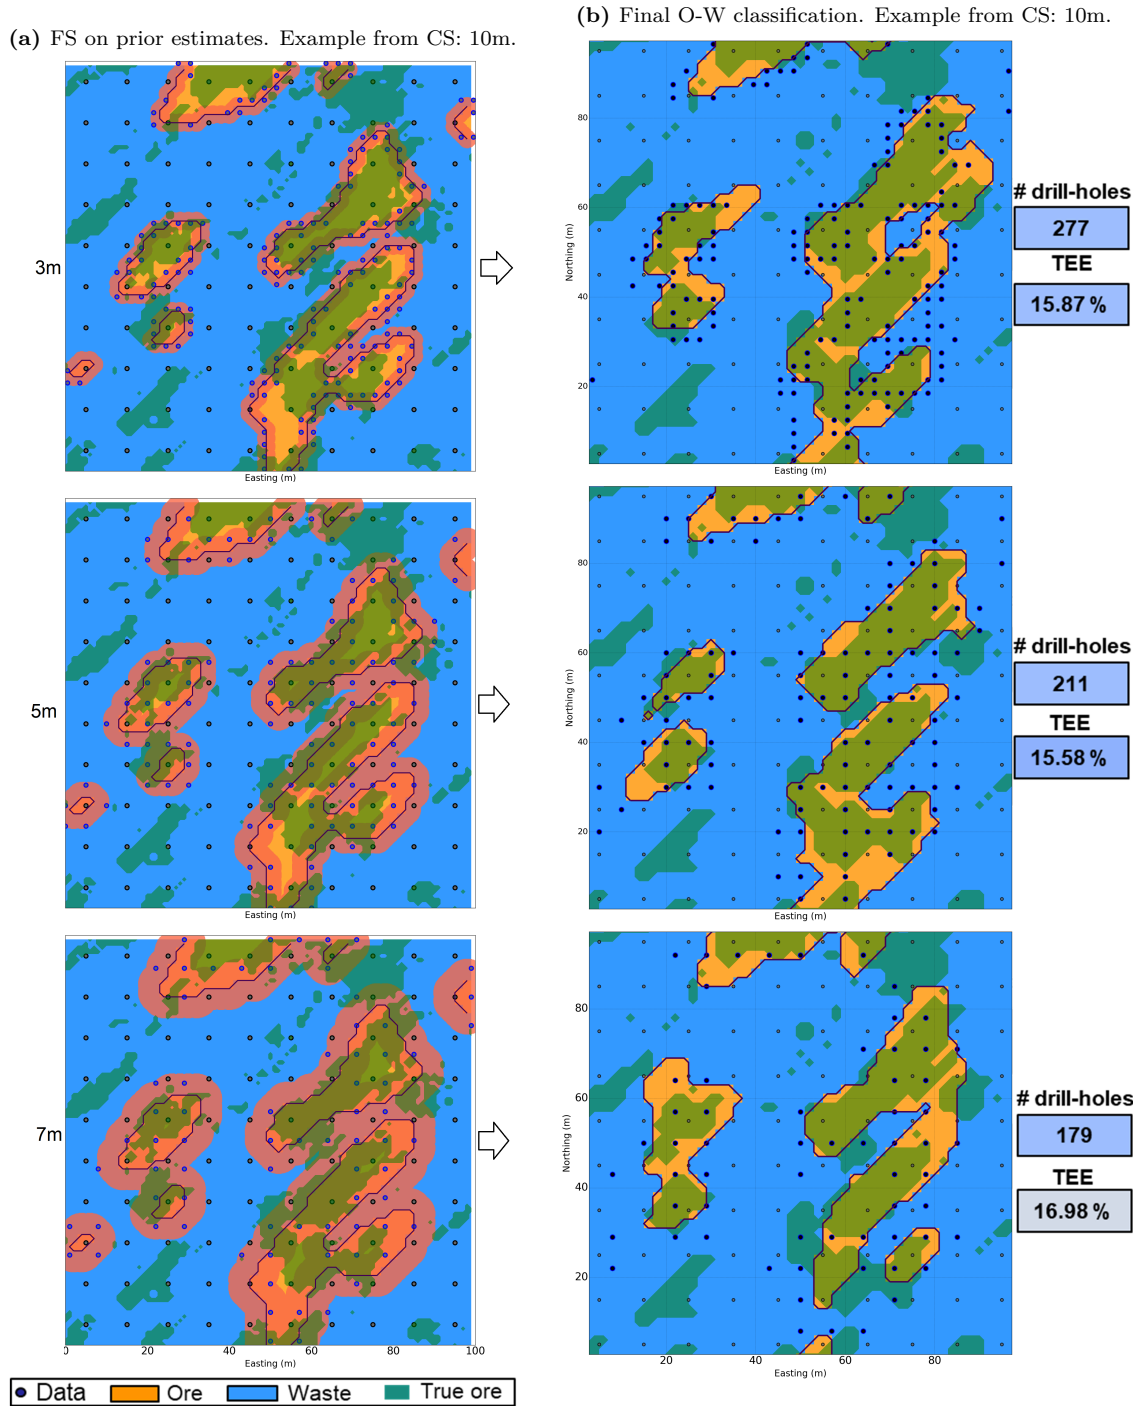 (a) FS on prior estimates. Example from CS: 10m.
(b) Final O-W classification. Example from CS: 10m.
3m
Easting (m)
Northing (m)
80
60
40
20
Easting (m)
# drill-holes
277
TEE
15.87 %
5m
Easting (m)
Northing (m)
80
60
40
20
Easting (m)
# drill-holes
211
TEE
15.58 %
7m
0 20 40 60 80 100
Easting (m)
Northing (m)
80
60
40
20
20 40 60 80
Easting (m)
# drill-holes
179
TEE
16.98 %
Data Ore Waste True ore